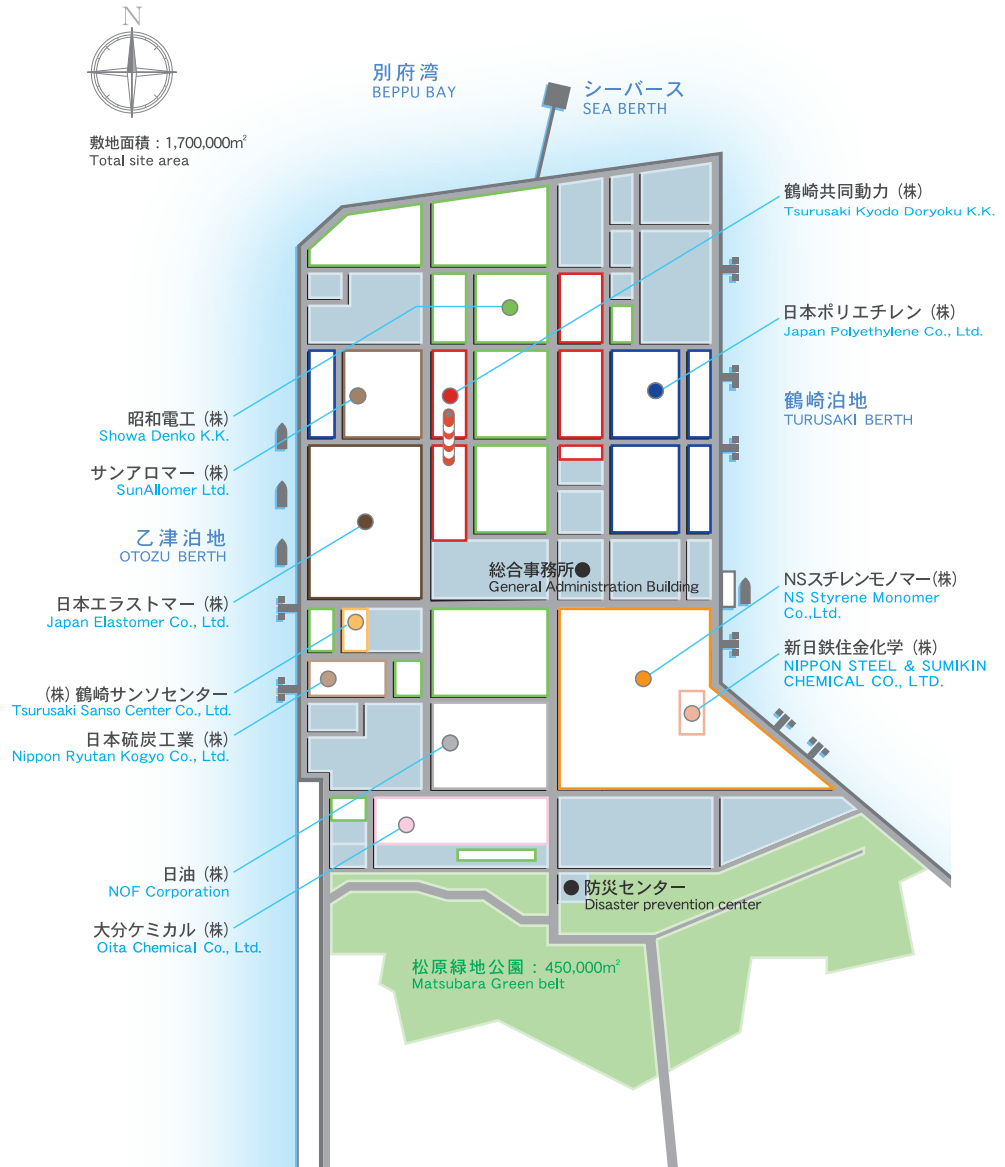 N
別府湾
BEPPU BAY
シーバース
SEA BERTH
敷地面積：1,700,000m²
Total site area
鶴崎共同動力（株）
Tsurusaki Kyodo Doryoku K.K.
日本ポリエチレン（株）
Japan Polyethylene Co., Ltd.
鶴崎泊地
TURUSAKI BERTH
昭和電工（株）
Showa Denko K.K.
サンアロマー（株）
SunAllomer Ltd.
乙津泊地
OTOZU BERTH
総合事務所
General Administration Building
日本エラストマー（株）
Japan Elastomer Co., Ltd.
NSスチレンモノマー（株）
NS Styrene Monomer
Co.,Ltd.
新日鉄住金化学（株）
NIPPON STEEL & SUMIKIN
CHEMICAL CO., LTD.
（株）鶴崎サンソセンター
Tsurusaki Sanso Center Co., Ltd.
日本硫炭工業（株）
Nippon Ryutan Kogyo Co., Ltd.
日油（株）
NOF Corporation
防災センター
Disaster prevention center
大分ケミカル（株）
Oita Chemical Co., Ltd.
松原緑地公園：450,000m²
Matsubara Green belt